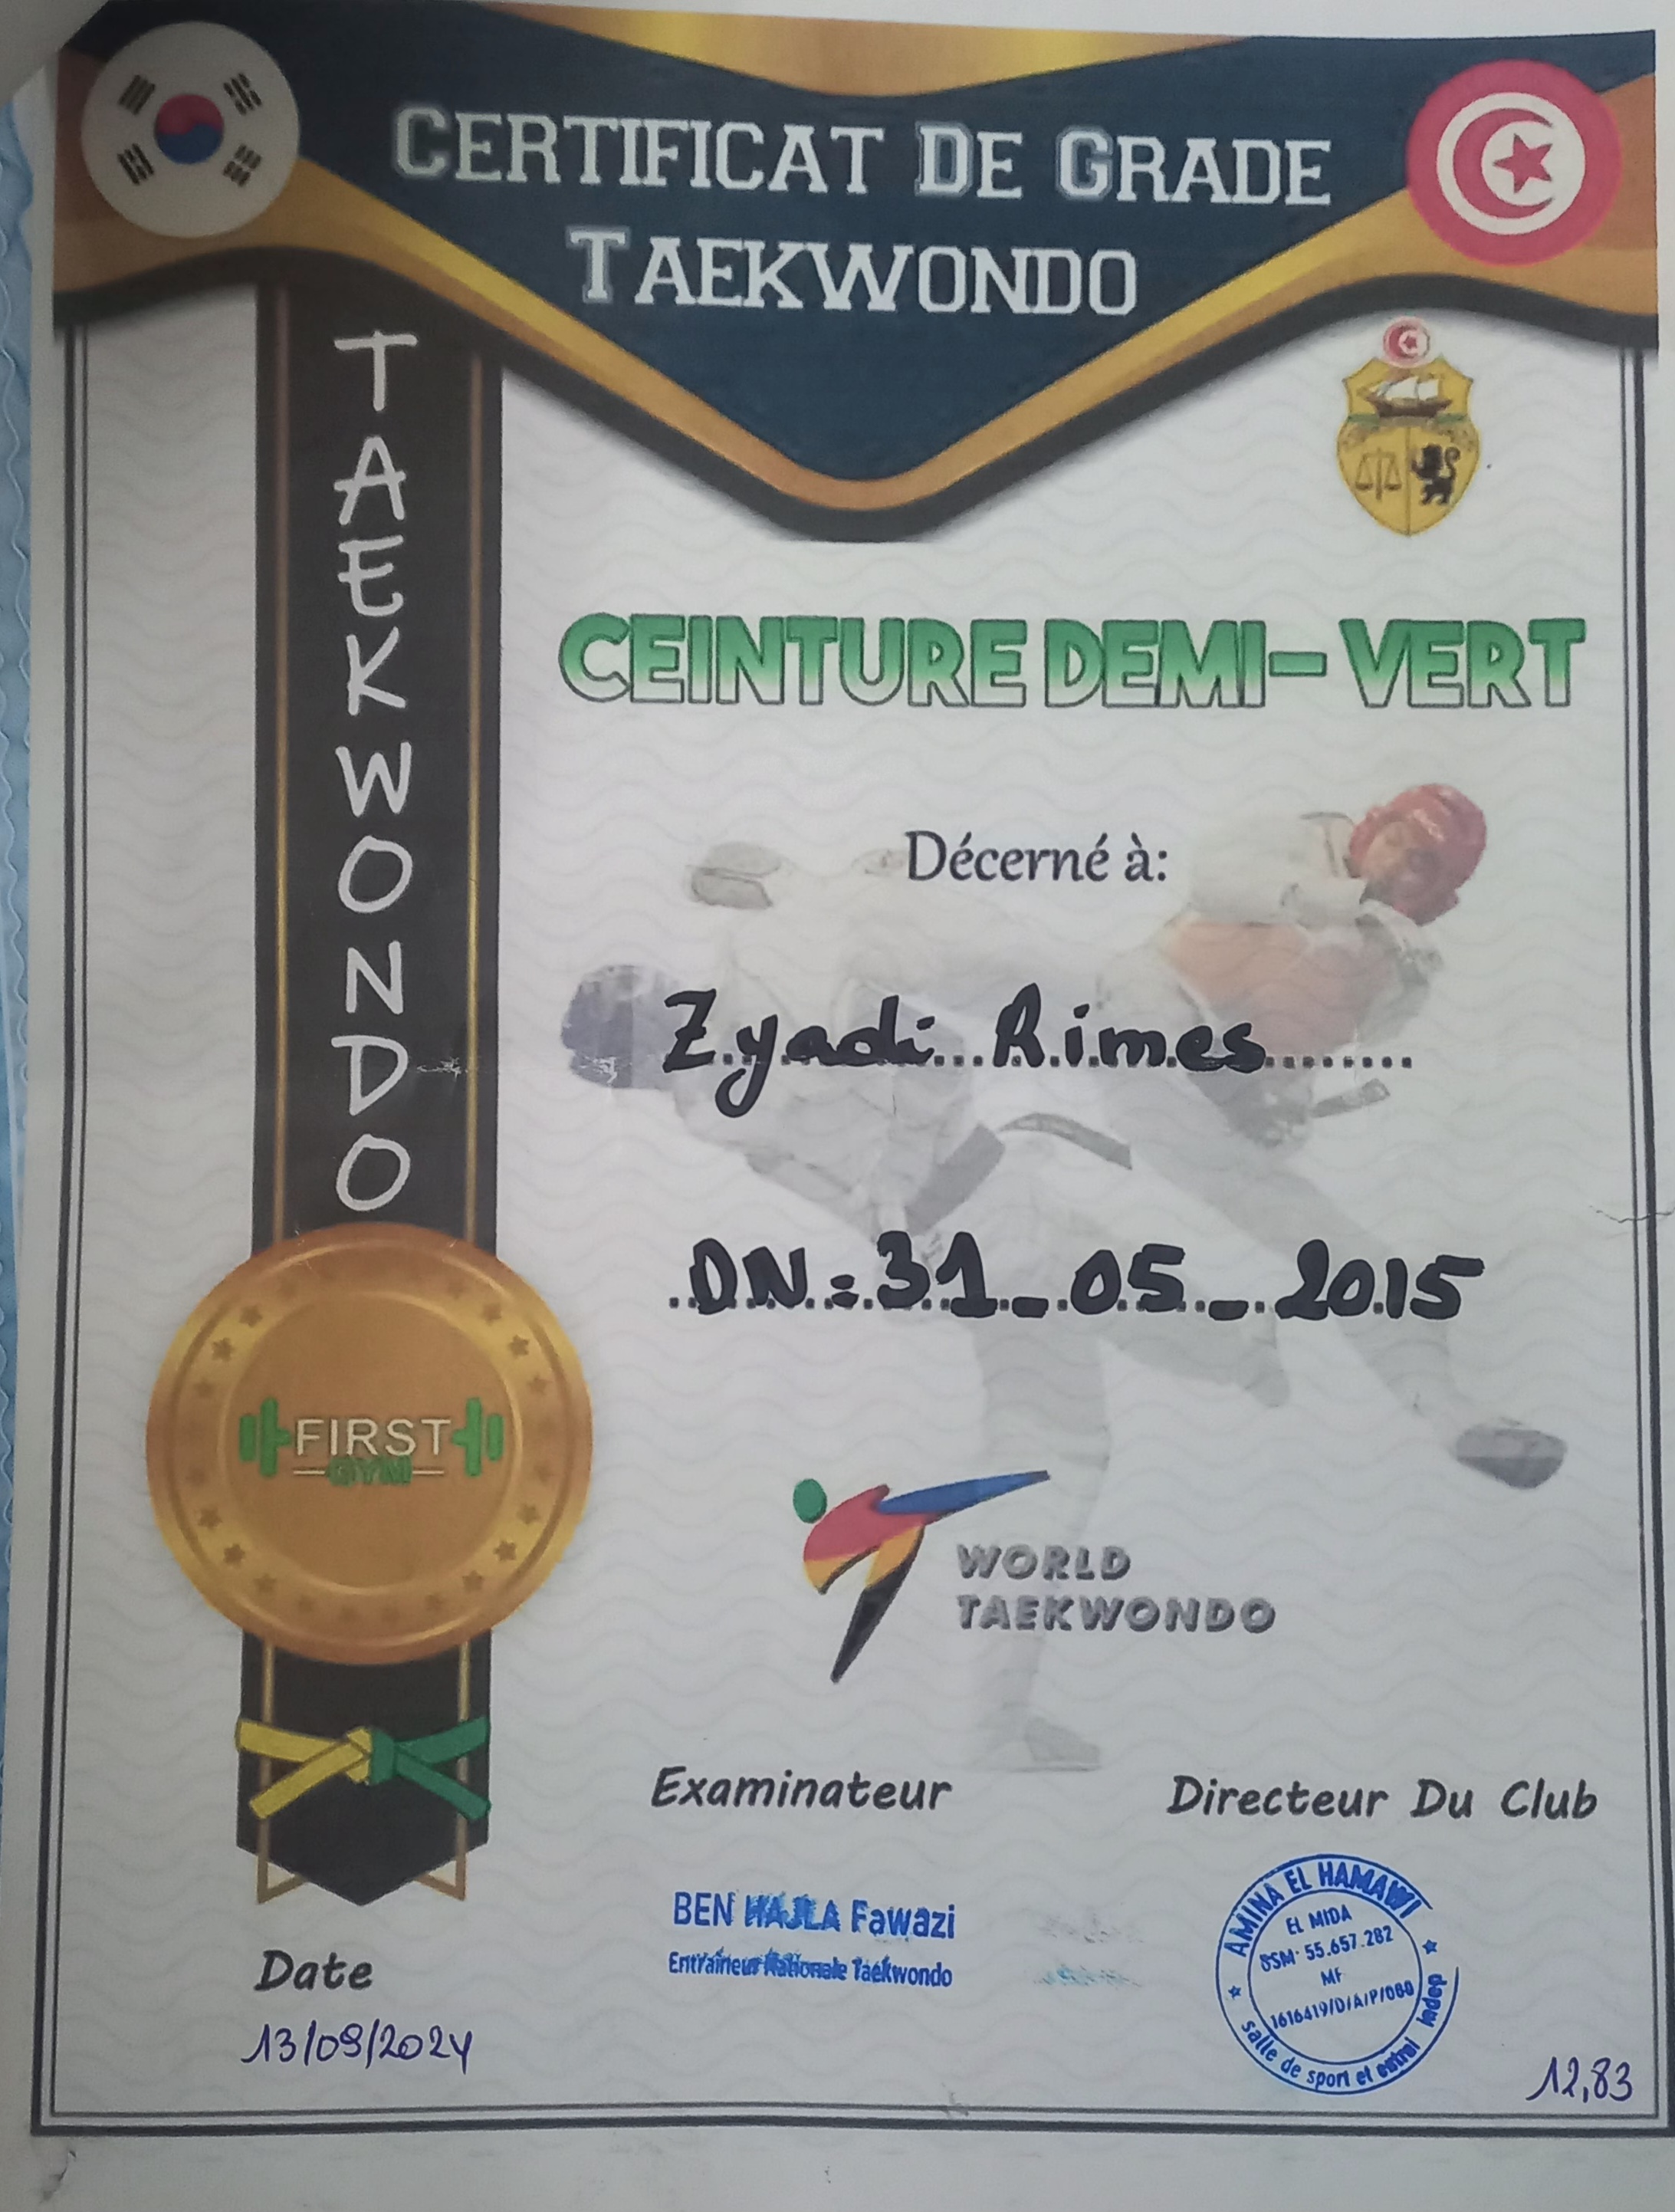 CERTIFICAT DE GRADE
TAEKWONDO
TAEKWONDO
CEINTURE DEMI-VERT
Décerné à:
Zyadi Rimes
DN: 31_05_2015
FIRST
GYM
WORLD
TAEKWONDO
Examinateur
Directeur Du Club
BEN HAJLA Fawazi
Entraîneur Nationale Taekwondo
AMINA EL HAMAWI
EL MIDA
GSM: 55.657.282
MF
1616419/D/A/P/000
salle de sport et entrai indep
Date
13/09/2024
12,83